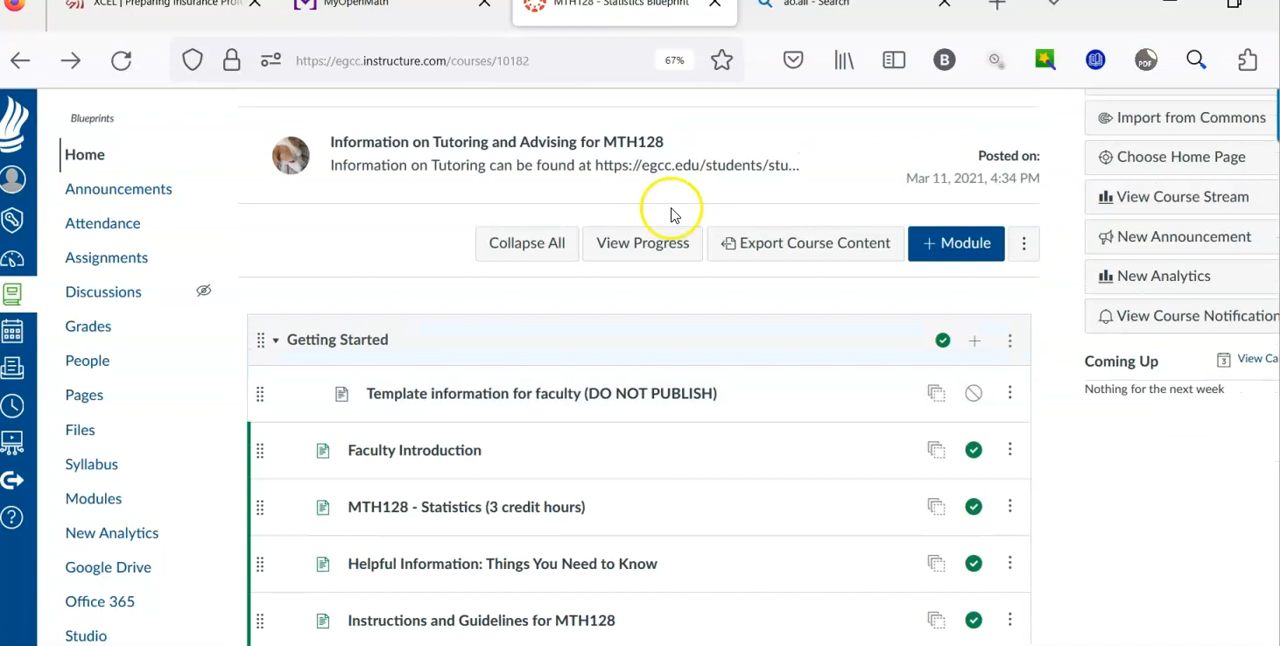 XCEL | Preparing Insurance Prof
MyOpenMath
MTH128 - Statistics Blueprint
ao.all - Search
https://egcc.instructure.com/courses/10182
67%
B
PDF
Blueprints
Home
Announcements
Attendance
Assignments
Discussions
Grades
People
Pages
Files
Syllabus
Modules
New Analytics
Google Drive
Office 365
Studio
Information on Tutoring and Advising for MTH128
Information on Tutoring can be found at https://egcc.edu/students/stu...
Posted on:
Mar 11, 2021, 4:34 PM
Collapse All
View Progress
Export Course Content
+ Module
Getting Started
Template information for faculty (DO NOT PUBLISH)
Faculty Introduction
MTH128 - Statistics (3 credit hours)
Helpful Information: Things You Need to Know
Instructions and Guidelines for MTH128
Import from Commons
Choose Home Page
View Course Stream
New Announcement
New Analytics
View Course Notification
Coming Up
3
View Ca
Nothing for the next week